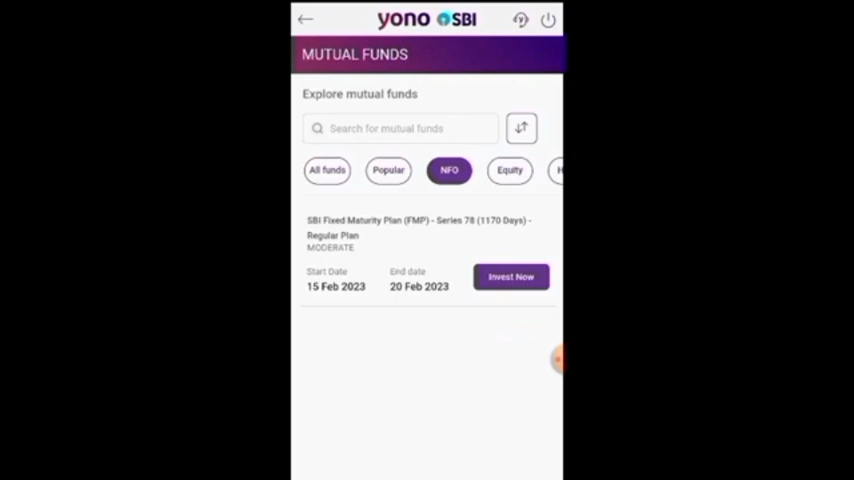 yono SBI
MUTUAL FUNDS
Explore mutual funds
Search for mutual funds
All funds Popular NFO Equity H
SBI Fixed Maturity Plan (FMP) - Series 78 (1170 Days) -
Regular Plan
MODERATE
Start Date End date
15 Feb 2023 20 Feb 2023 Invest Now